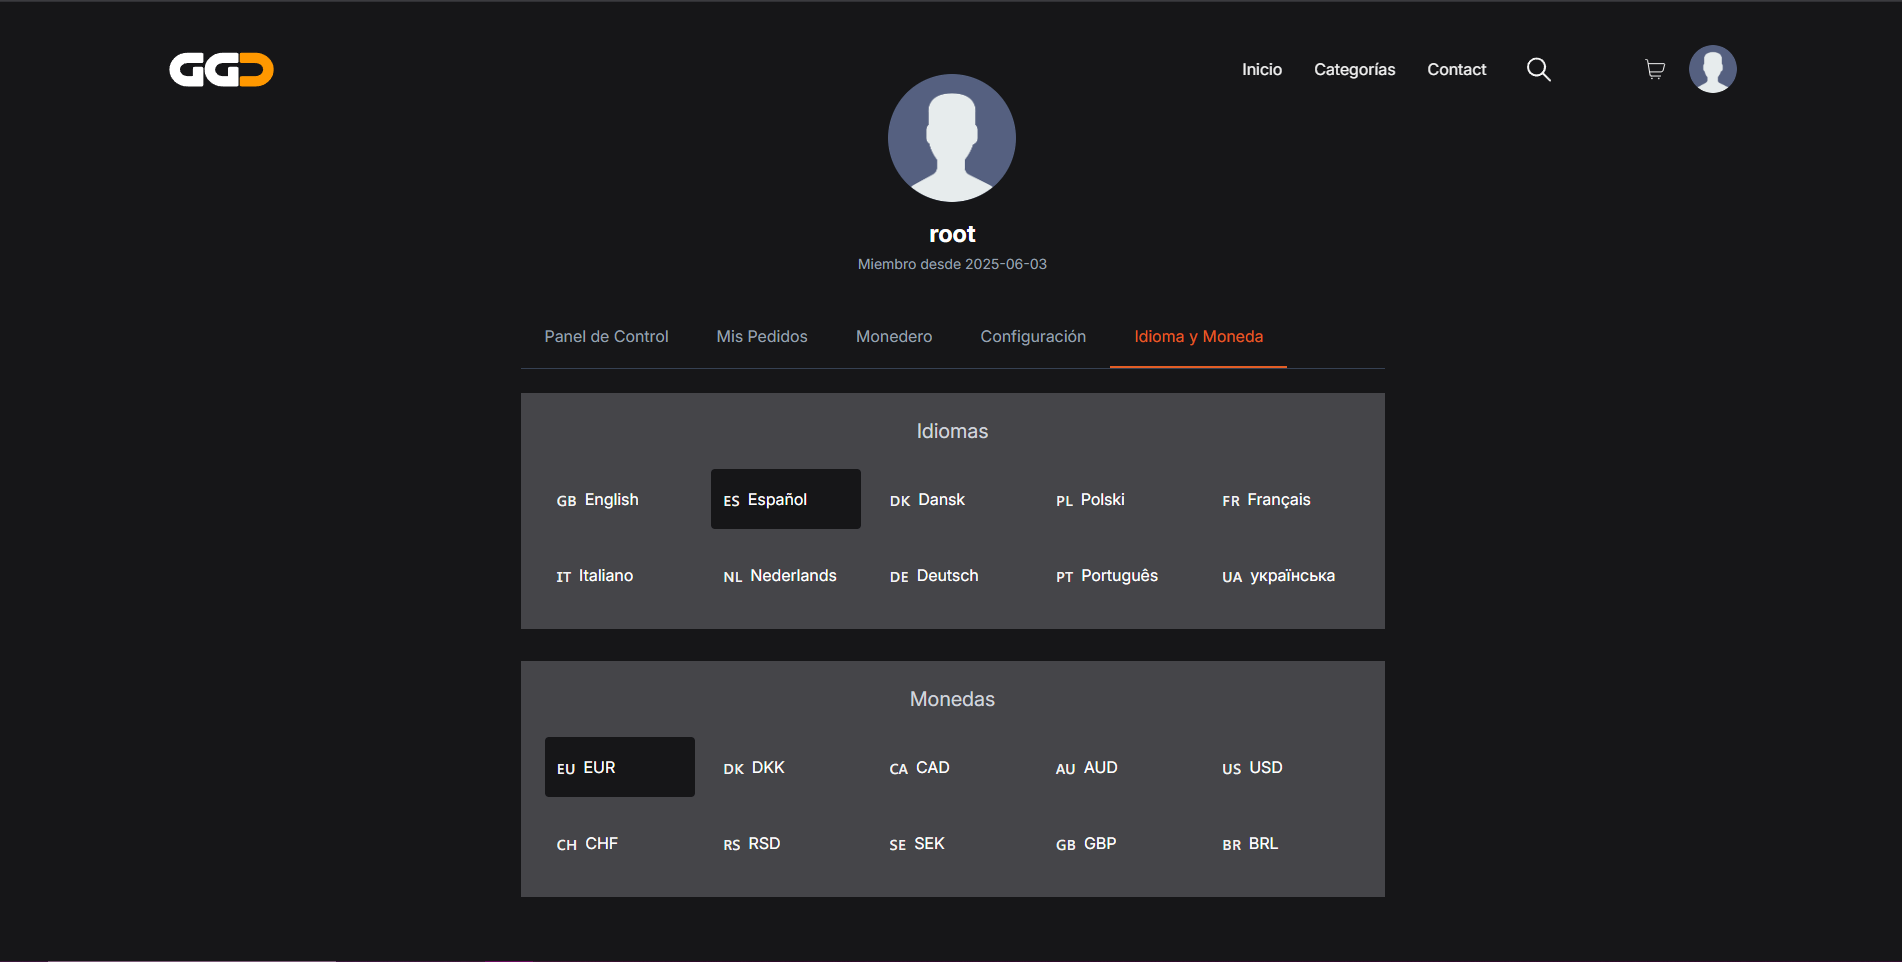 GGD
Inicio Categorías Contact
root
Miembro desde 2025-06-03
Panel de Control Mis Pedidos Monedero Configuración Idioma y Moneda
Idiomas
GB English ES Español DK Dansk PL Polski FR Français
IT Italiano NL Nederlands DE Deutsch PT Português UA українська
Monedas
EU EUR DK DKK CA CAD AU AUD US USD
CH CHF RS RSD SE SEK GB GBP BR BRL